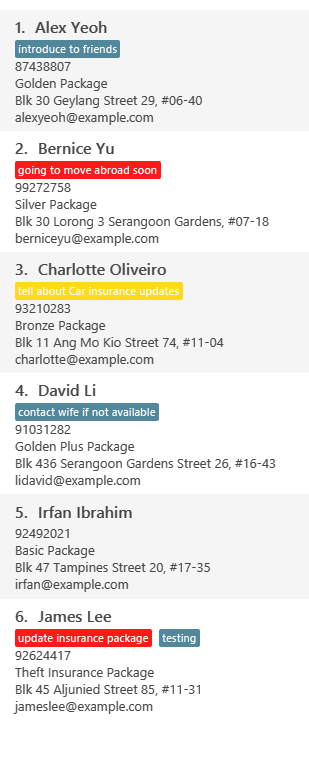 1. Alex Yeoh
introduce to friends
87438807
Golden Package
Blk 30 Geylang Street 29, #06-40
alexyeoh@example.com
2. Bernice Yu
going to move abroad soon
99272758
Silver Package
Blk 30 Lorong 3 Serangoon Gardens, #07-18
berniceyu@example.com
3. Charlotte Oliveiro
tell about Car insurance updates
93210283
Bronze Package
Blk 11 Ang Mo Kio Street 74, #11-04
charlotte@example.com
4. David Li
contact wife if not available
91031282
Golden Plus Package
Blk 436 Serangoon Gardens Street 26, #16-43
lidavid@example.com
5. Irfan Ibrahim
92492021
Basic Package
Blk 47 Tampines Street 20, #17-35
irfan@example.com
6. James Lee
update insurance package testing
92624417
Theft Insurance Package
Blk 45 Aljunied Street 85, #11-31
jameslee@example.com